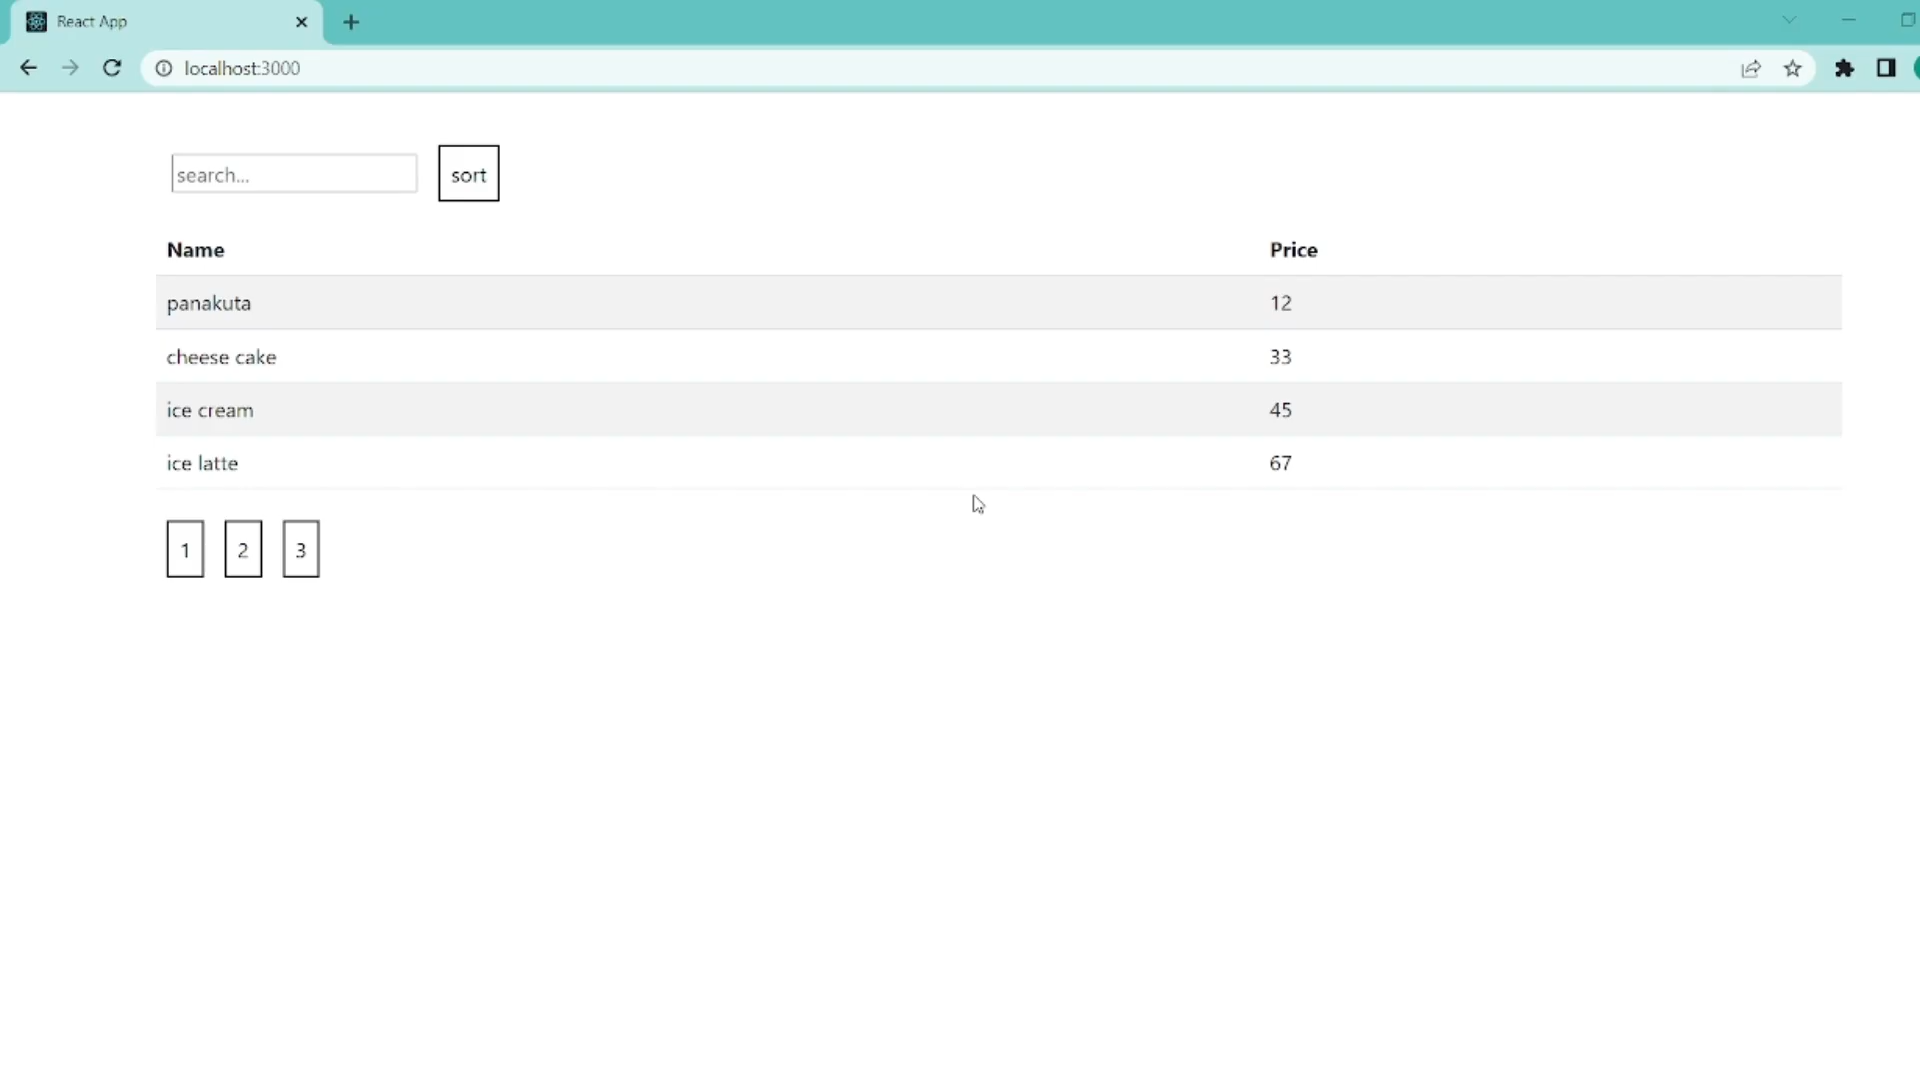 React App
localhost:3000
search... sort
Name Price
panakuta 12
cheese cake 33
ice cream 45
ice latte 67
1 2 3